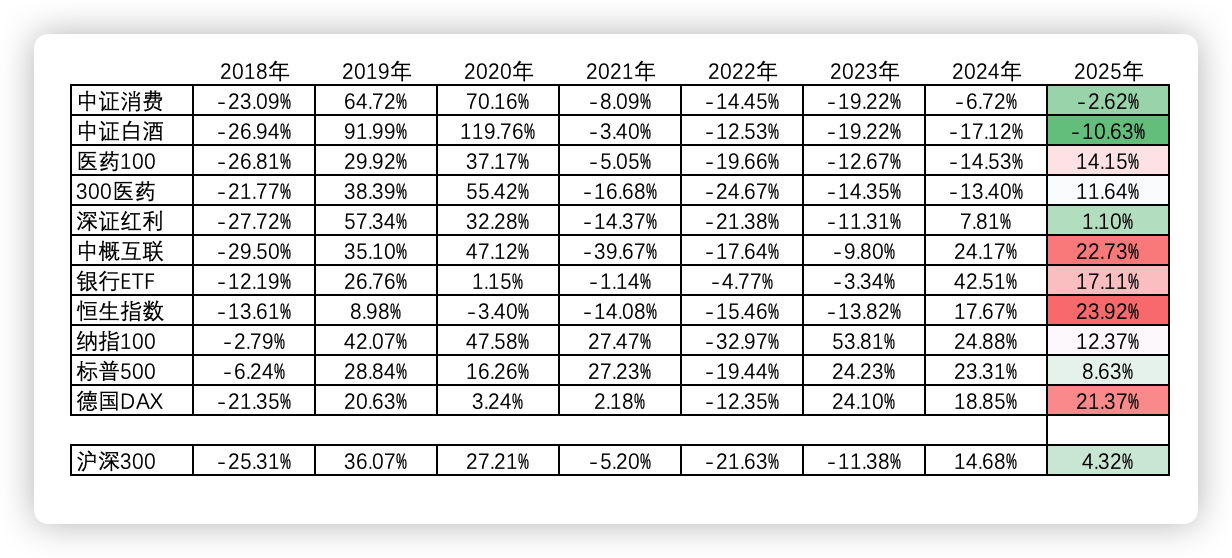 2018年 2019年 2020年 2021年 2022年 2023年 2024年 2025年
中证消费 -23.09% 64.72% 70.16% -8.09% -14.45% -19.22% -6.72% -2.62%
中证白酒 -26.94% 91.99% 119.76% -3.40% -12.53% -19.22% -17.12% -10.63%
医药100 -26.81% 29.92% 37.17% -5.05% -19.66% -12.67% -14.53% 14.15%
300医药 -21.77% 38.39% 55.42% -16.68% -24.67% -14.35% -13.40% 11.64%
深证红利 -27.72% 57.34% 32.28% -14.37% -21.38% -11.31% 7.81% 1.10%
中概互联 -29.50% 35.10% 47.12% -39.67% -17.64% -9.80% 24.17% 22.73%
银行ETF -12.19% 26.76% 1.15% -1.14% -4.77% -3.34% 42.51% 17.11%
恒生指数 -13.61% 8.98% -3.40% -14.08% -15.46% -13.82% 17.67% 23.92%
纳指100 -2.79% 42.07% 47.58% 27.47% -32.97% 53.81% 24.88% 12.37%
标普500 -6.24% 28.84% 16.26% 27.23% -19.44% 24.23% 23.31% 8.63%
德国DAX -21.35% 20.63% 3.24% 2.18% -12.35% 24.10% 18.85% 21.37%
沪深300 -25.31% 36.07% 27.21% -5.20% -21.63% -11.38% 14.68% 4.32%